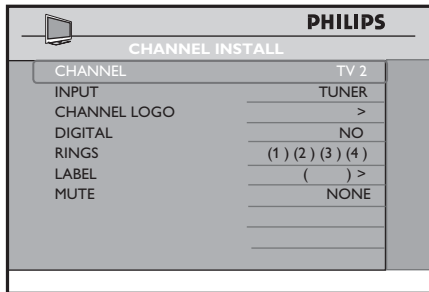 PHILIPS
CHANNEL INSTALL
CHANNEL TV 2
INPUT TUNER
CHANNEL LOGO >
DIGITAL NO
RINGS (1 ) (2 ) (3 ) (4 )
LABEL ( ) >
MUTE NONE